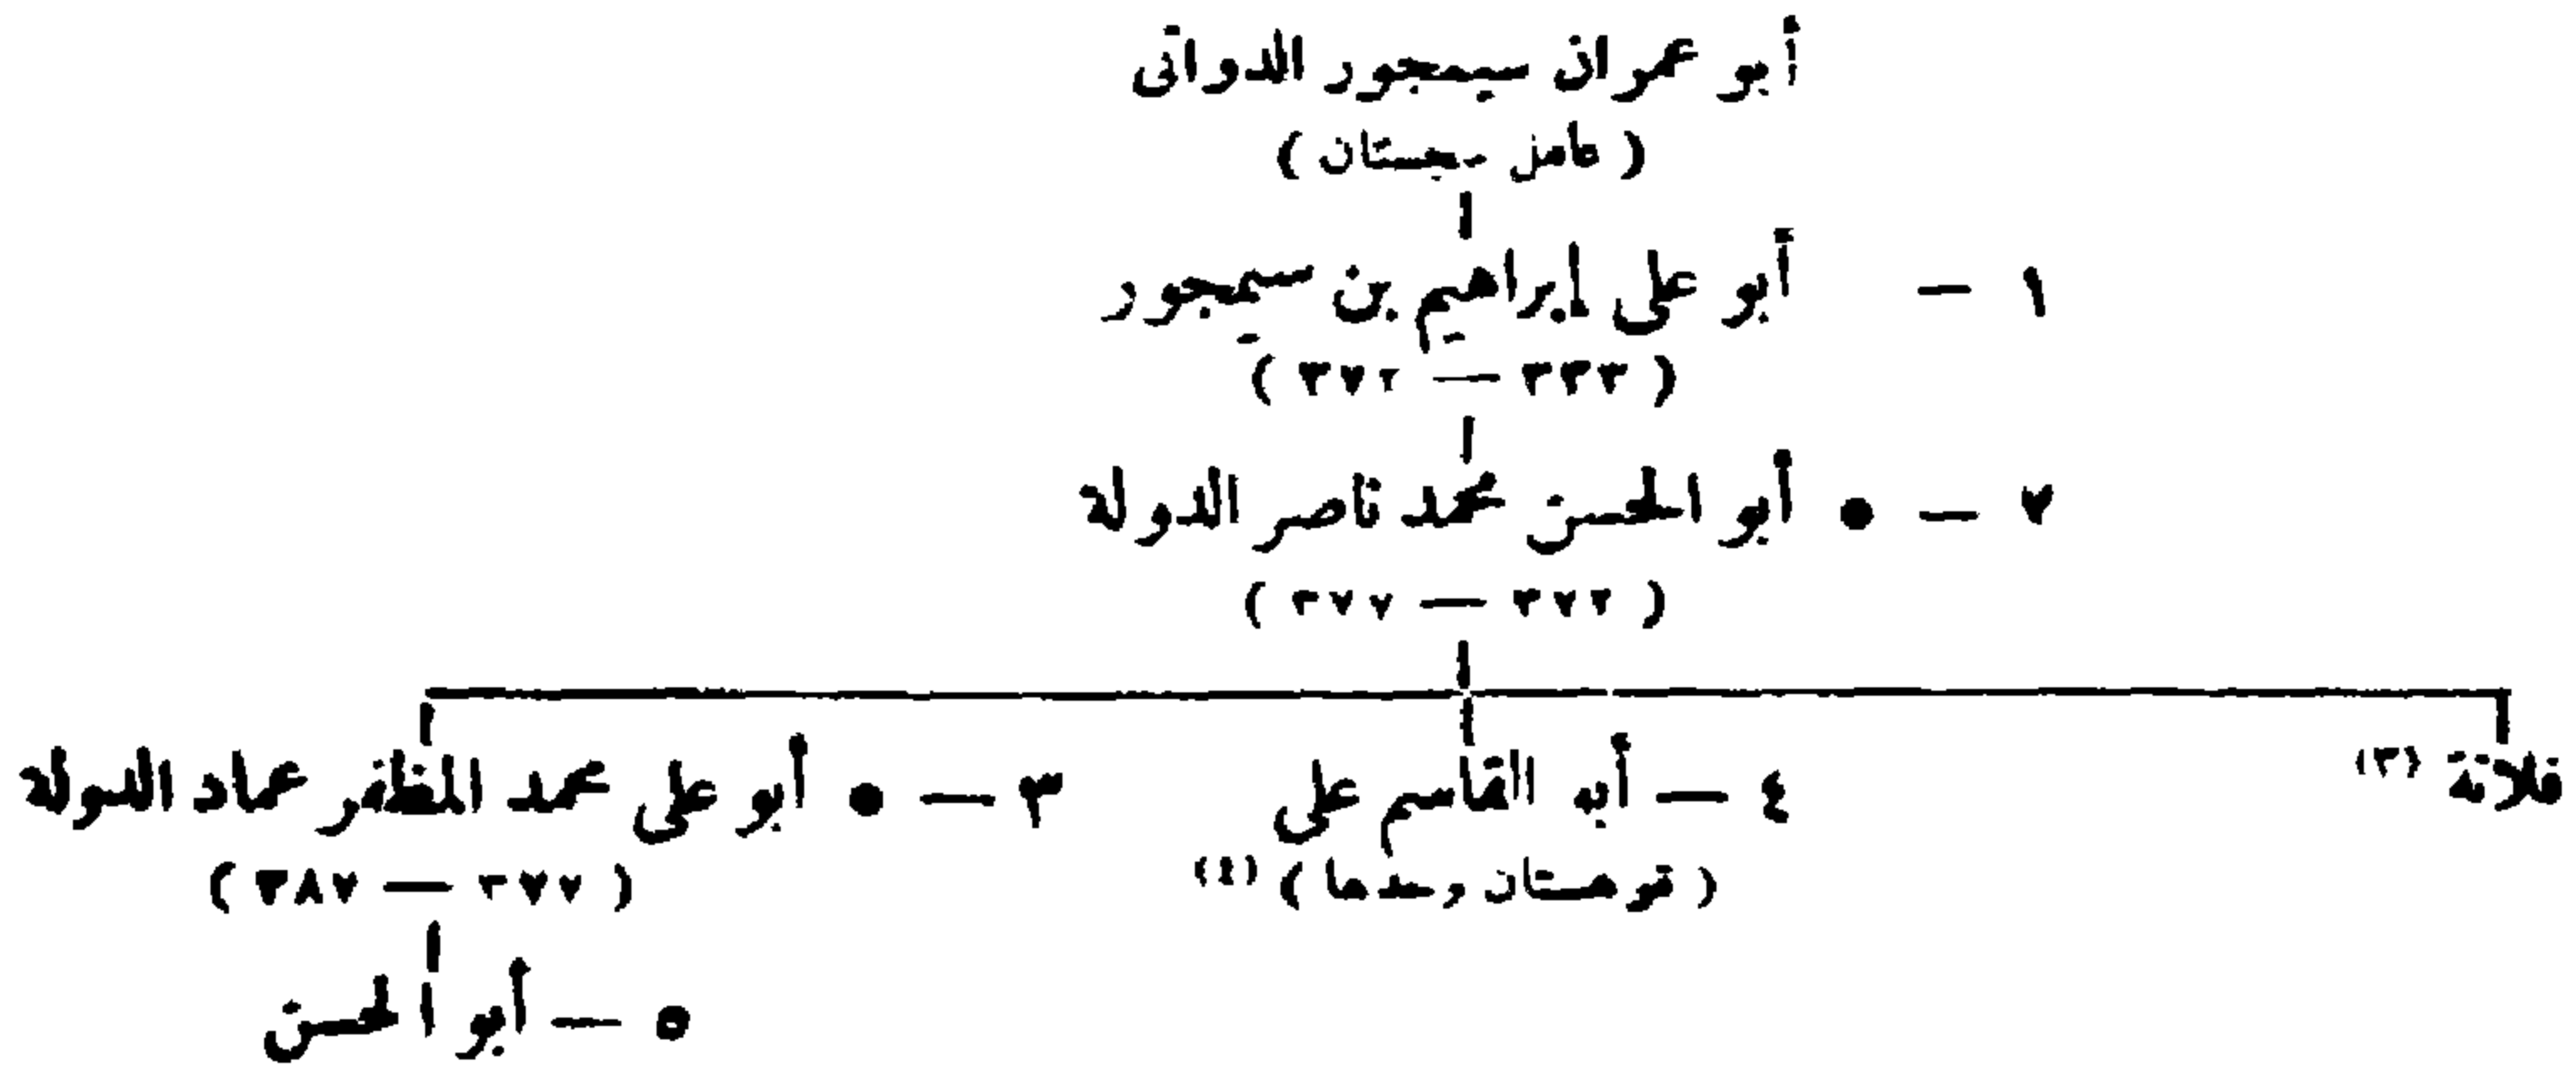 أبو عمران سيمجور الدواتى
( عامل سجستان )
١ — أبو على إبراهيم بن سيمجور
( ٣٣٣ — ٣٧٢ )
٢ — • أبو الحسن محمد ناصر الدولة
( ٣٧٢ — ٣٧٧ )
فلانة (٣)
٤ — أبو القاسم على
( قوهستان وحدها ) (٤)
٣ — • أبو على محمد المظفر عماد الدولة
( ٣٧٧ — ٣٨٧ )
٥ — أبو الحسن